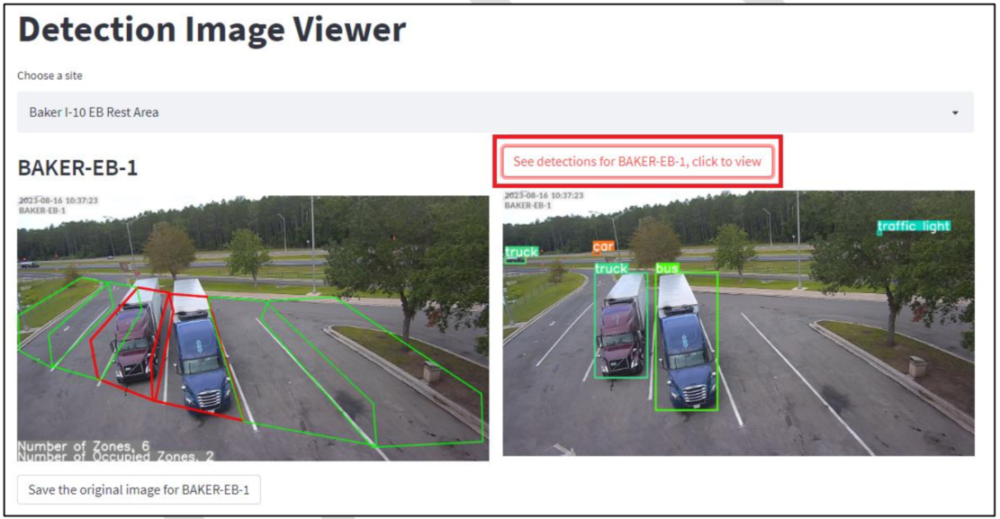 Detection Image Viewer
Choose a site
Baker I-10 EB Rest Area
BAKER-EB-1
See detections for BAKER-EB-1, click to view
2023-08-16 10:37:23
BAKER-EB-1
Number of Zones, 6
Number of Occupied Zones, 2
2023-08-16 10:37:23
BAKER-EB-1
traffic light
car
truck
truck
bus
Save the original image for BAKER-EB-1